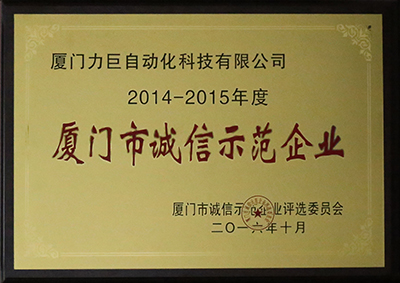 厦门力巨自动化科技有限公司
2014-2015年度
厦门市诚信示范企业
厦门市诚信示 企业评选委员会
二〇一六年十月